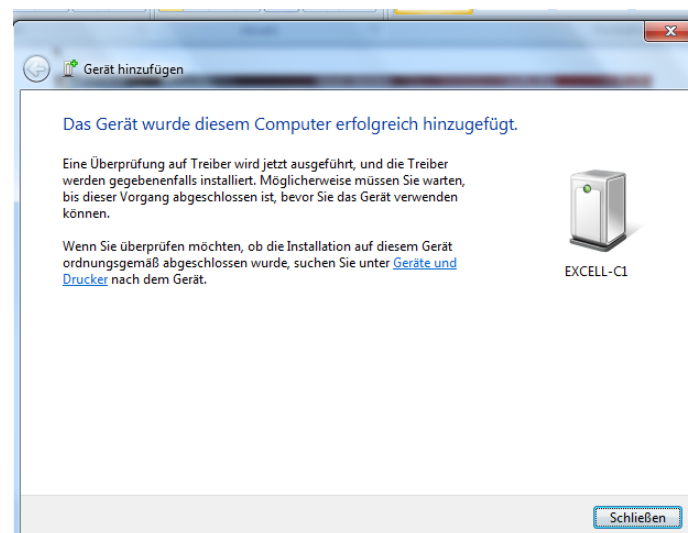 Gerät hinzufügen
Das Gerät wurde diesem Computer erfolgreich hinzugefügt.
Eine Überprüfung auf Treiber wird jetzt ausgeführt, und die Treiber
werden gegebenenfalls installiert. Möglicherweise müssen Sie warten,
bis dieser Vorgang abgeschlossen ist, bevor Sie das Gerät verwenden
können.
Wenn Sie überprüfen möchten, ob die Installation auf diesem Gerät
ordnungsgemäß abgeschlossen wurde, suchen Sie unter Geräte und
Drucker nach dem Gerät.
EXCELL-C1
Schließen